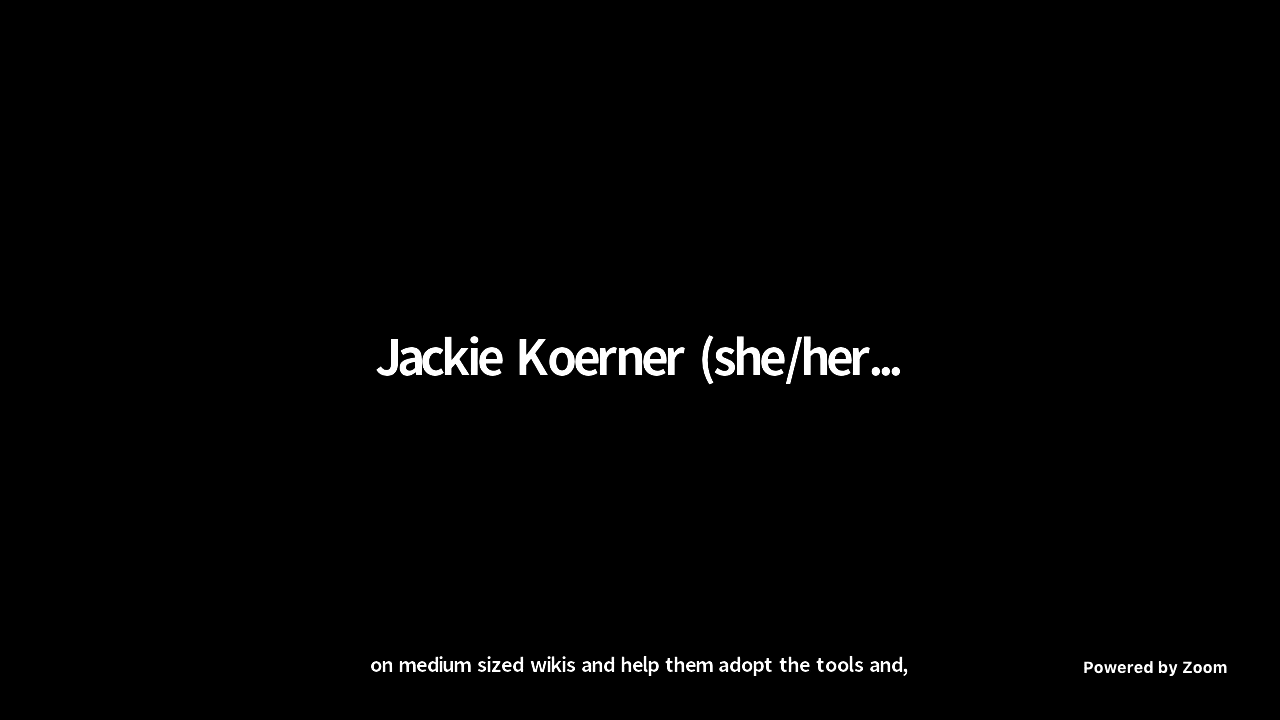 Jackie Koerner (she/her...
on medium sized wikis and help them adopt the tools and,
Powered by Zoom